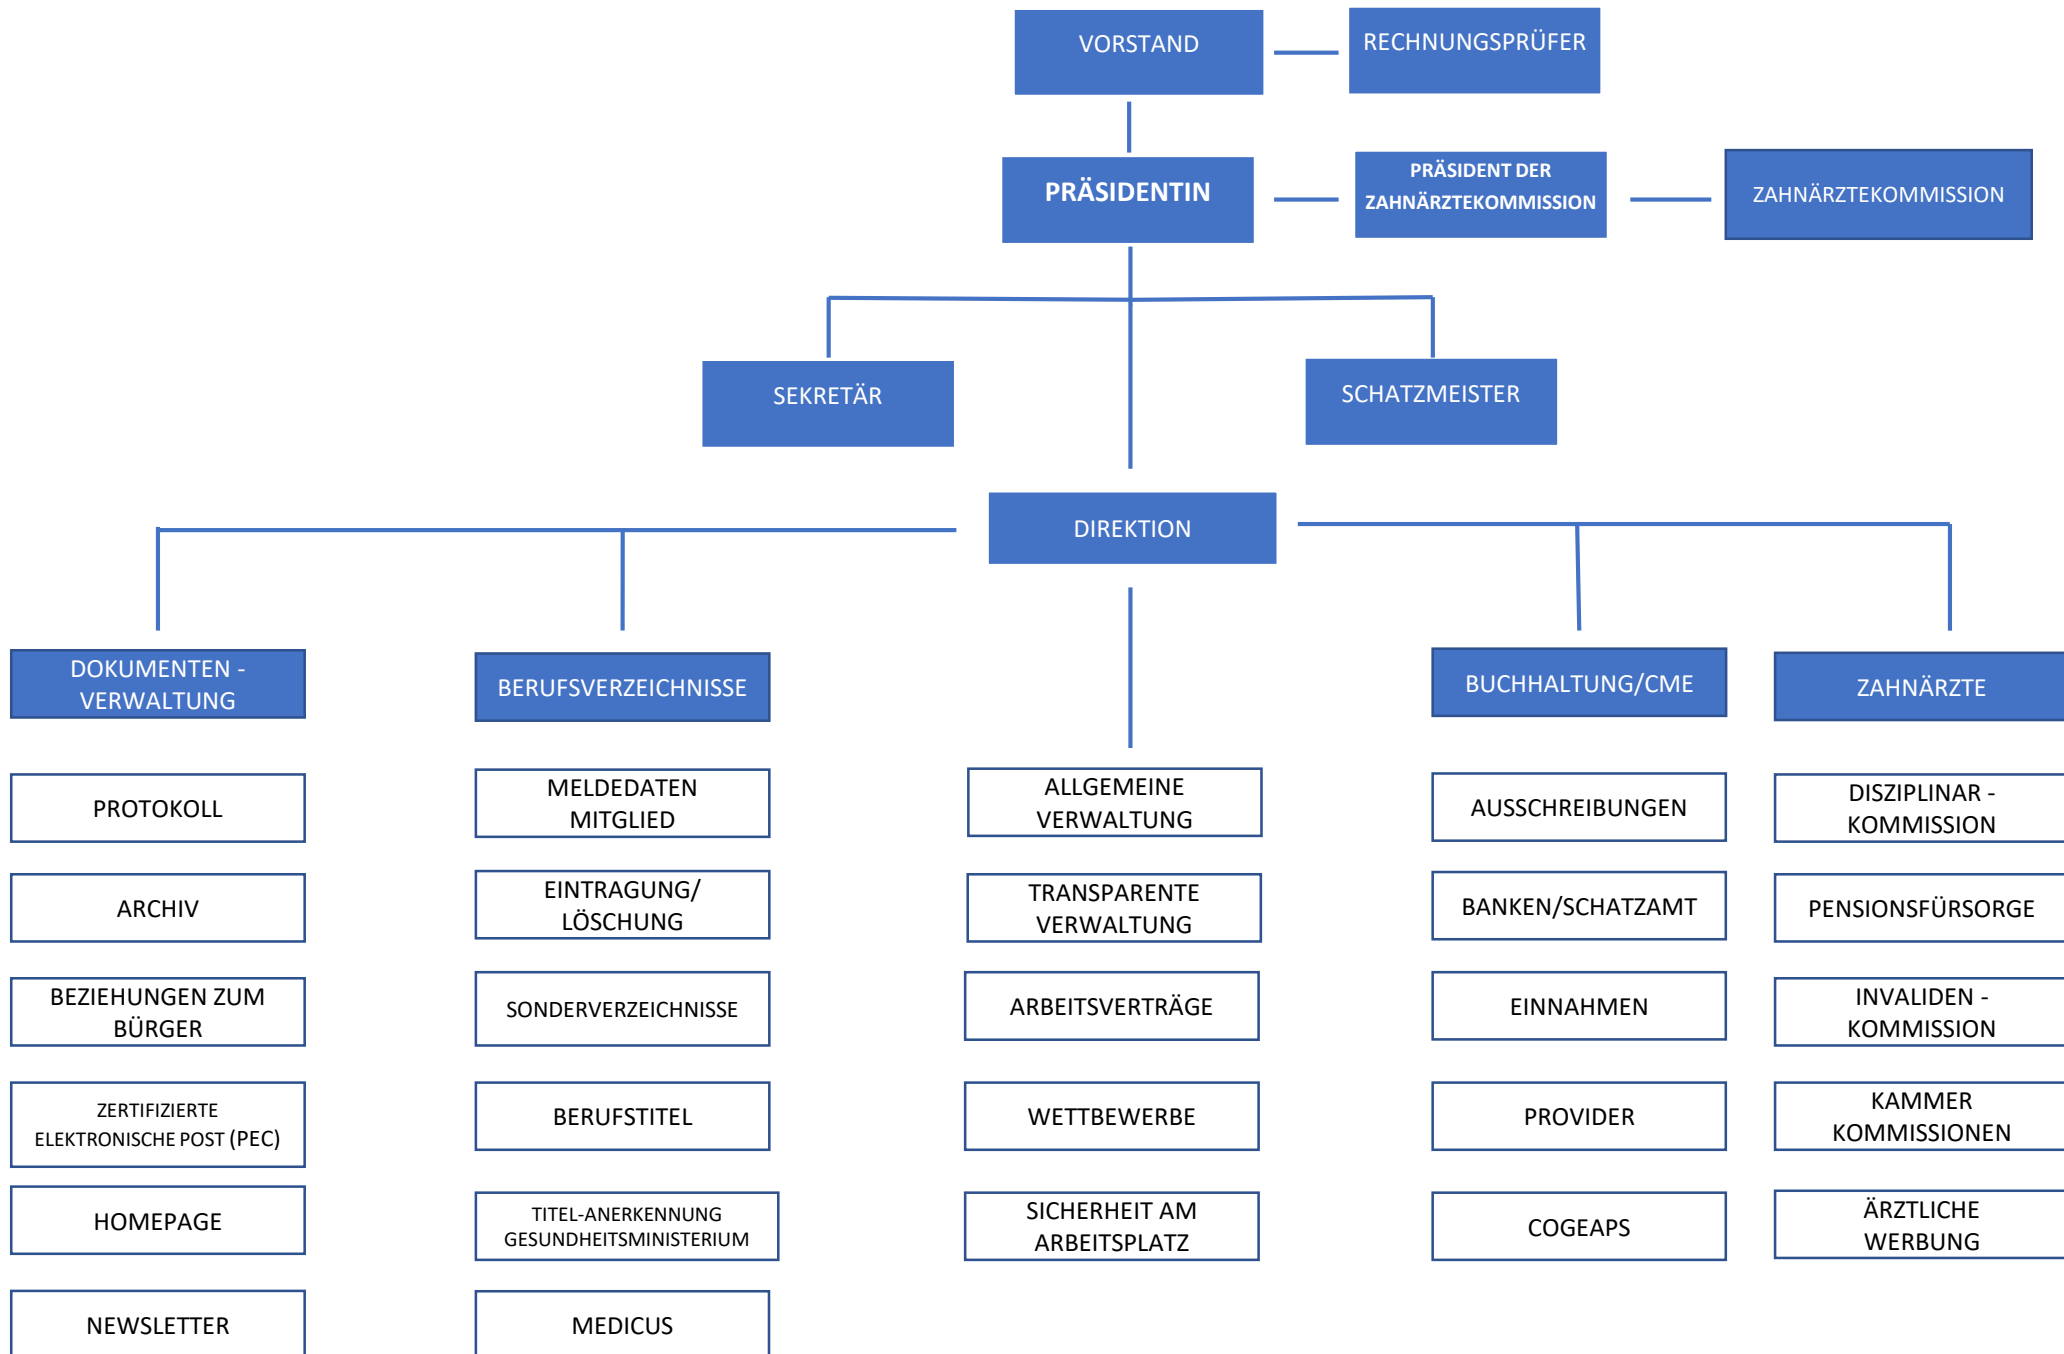 VORSTAND
RECHNUNGSPRÜFER
PRÄSIDENTIN
PRÄSIDENT DER
ZAHNÄRZTEKOMMISSION
ZAHNÄRZTEKOMMISSION
SEKRETÄR
SCHATZMEISTER
DIREKTION
DOKUMENTEN -
VERWALTUNG
BERUFSVERZEICHNISSE
BUCHHALTUNG/CME
ZAHNÄRZTE
PROTOKOLL
MELDEDATEN
MITGLIED
ALLGEMEINE
VERWALTUNG
AUSSCHREIBUNGEN
DISZIPLINAR -
KOMMISSION
ARCHIV
EINTRAGUNG/
LÖSCHUNG
TRANSPARENTE
VERWALTUNG
BANKEN/SCHATZAMT
PENSIONSFÜRSORGE
BEZIEHUNGEN ZUM
BÜRGER
SONDERVERZEICHNISSE
ARBEITSVERTRÄGE
EINNAHMEN
INVALIDEN -
KOMMISSION
ZERTIFIZIERTE
ELEKTRONISCHE POST (PEC)
BERUFSTITEL
WETTBEWERBE
PROVIDER
KAMMER
KOMMISSIONEN
HOMEPAGE
TITEL-ANERKENNUNG
GESUNDHEITSMINISTERIUM
SICHERHEIT AM
ARBEITSPLATZ
COGEAPS
ÄRZTLICHE
WERBUNG
NEWSLETTER
MEDICUS